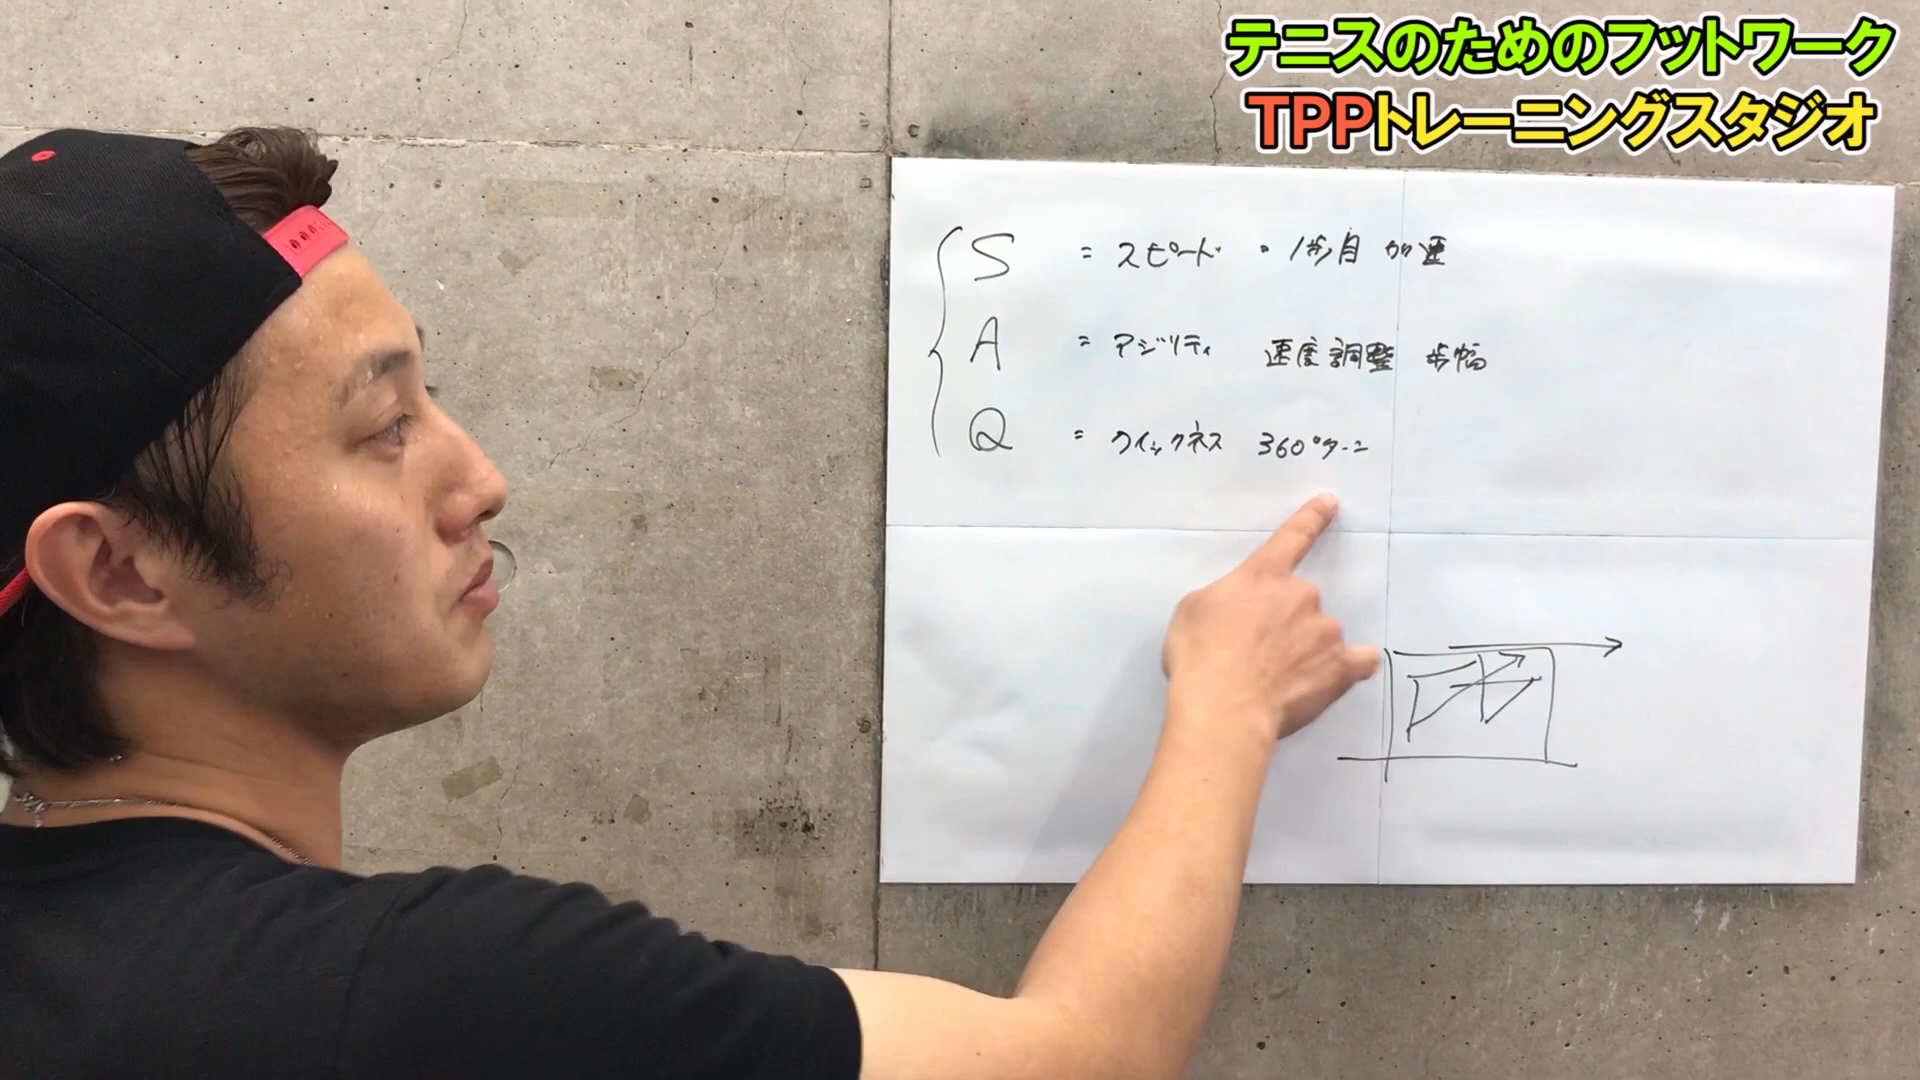 テニスのためのフットワーク
TPPトレーニングスタジオ
S = スピード・1歩目 加速
A = アジリティ 速度調整 歩幅
Q = クイックネス 360°ターン